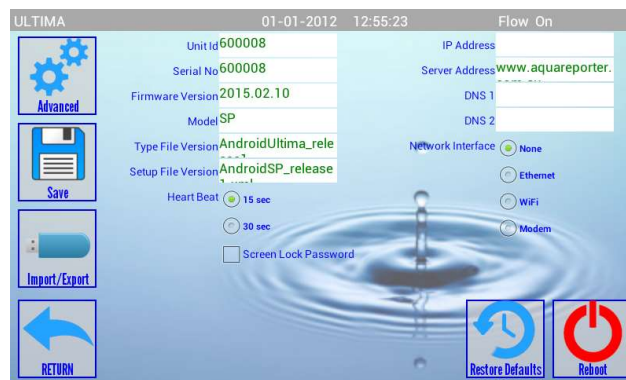 ULTIMA 01-01-2012 12:55:23 Flow On
Advanced
Save
Import/Export
RETURN
Unit Id 600008
Serial No 600008
Firmware Version 2015.02.10
Model SP
Type File Version AndroidUltima_rele
Setup File Version AndroidSP_release
Heart Beat 15 sec
30 sec
Screen Lock Password
IP Address
Server Address www.aquareporter.
DNS 1
DNS 2
Network Interface None
Ethernet
WiFi
Modem
Restore Defaults
Reboot